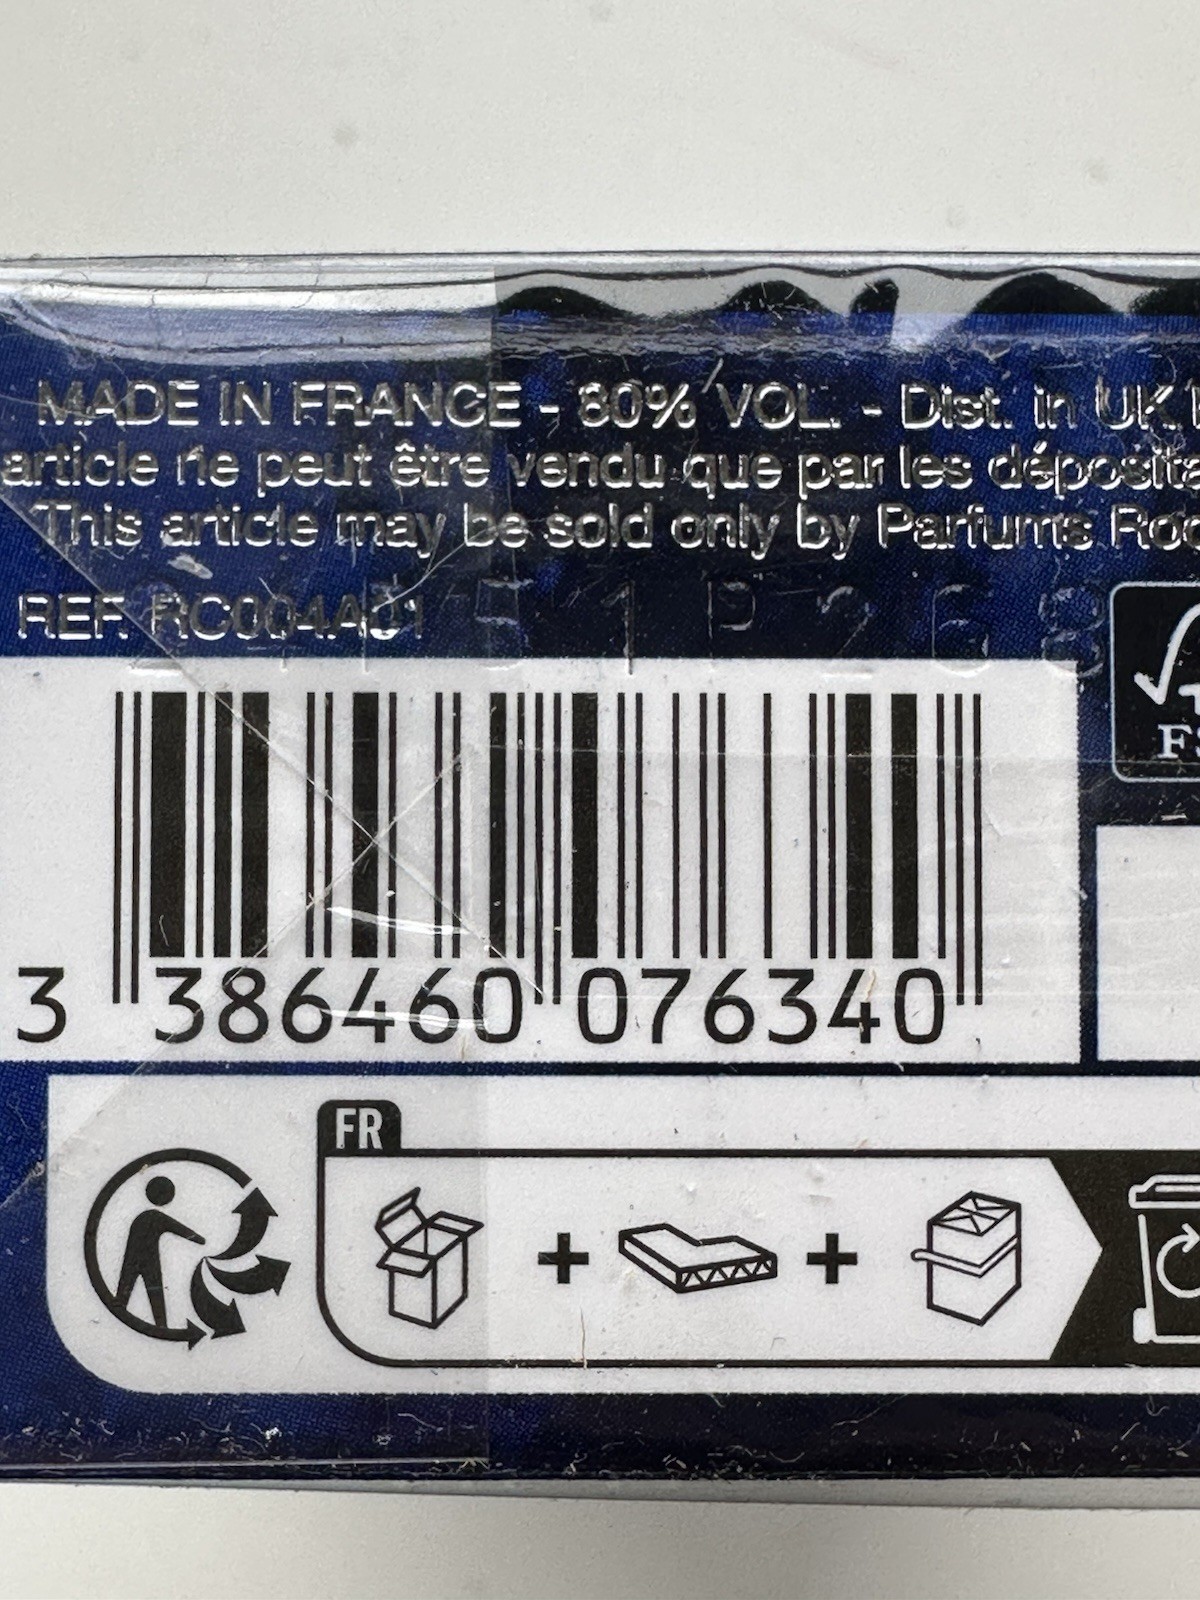 MADE IN FRANCE - 80% VOL. - Dist. in UK.
article ne peut être vendu que par les déposita
This article may be sold only by Parfums Roc
REF. RC004A01
3 386460 076340
FR